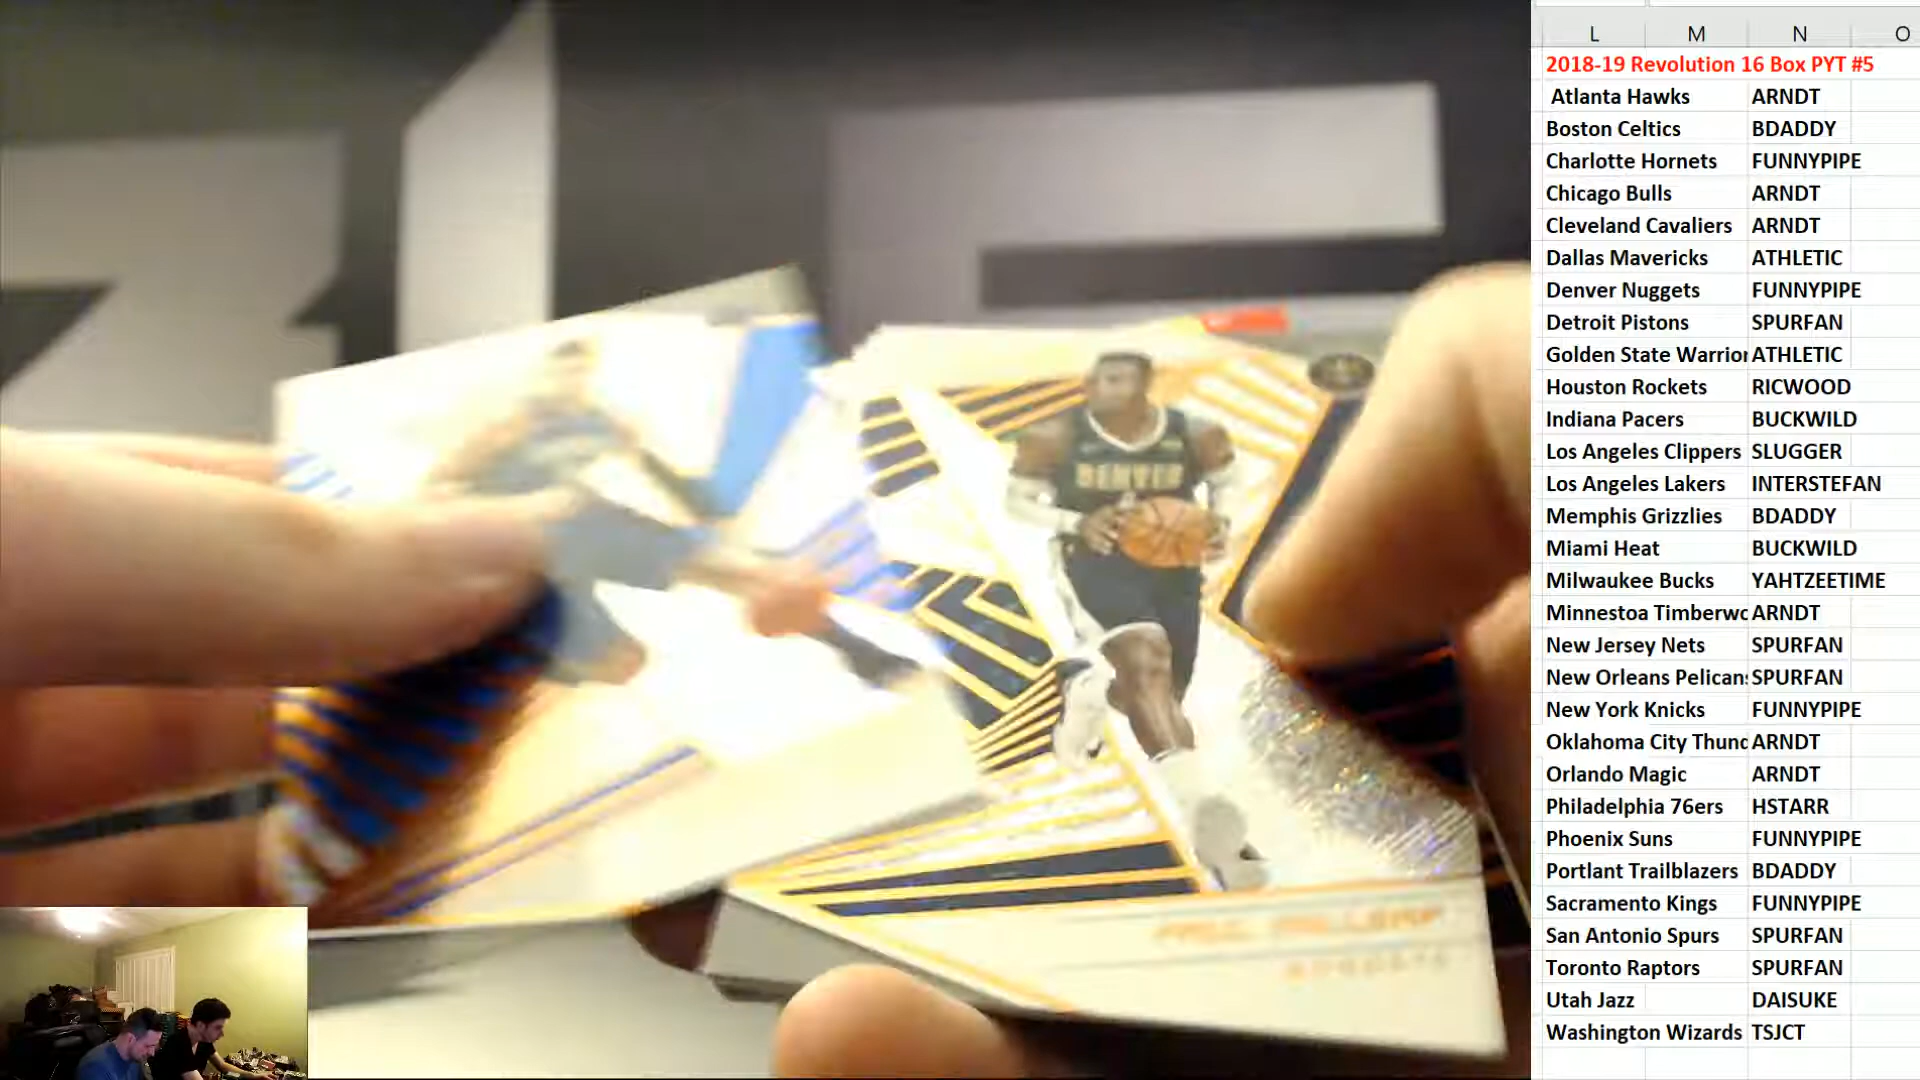 L M N O
2018-19 Revolution 16 Box PYT #5
Atlanta Hawks ARNDT
Boston Celtics BDADDY
Charlotte Hornets FUNNYPIPE
Chicago Bulls ARNDT
Cleveland Cavaliers ARNDT
Dallas Mavericks ATHLETIC
Denver Nuggets FUNNYPIPE
Detroit Pistons SPURFAN
Golden State Warrior ATHLETIC
Houston Rockets RICWOOD
Indiana Pacers BUCKWILD
Los Angeles Clippers SLUGGER
Los Angeles Lakers INTERSTEFAN
Memphis Grizzlies BDADDY
Miami Heat BUCKWILD
Milwaukee Bucks YAHTZEETIME
Minnestoa Timberwo ARNDT
New Jersey Nets SPURFAN
New Orleans Pelicans SPURFAN
New York Knicks FUNNYPIPE
Oklahoma City Thund ARNDT
Orlando Magic ARNDT
Philadelphia 76ers HSTARR
Phoenix Suns FUNNYPIPE
Portlant Trailblazers BDADDY
Sacramento Kings FUNNYPIPE
San Antonio Spurs SPURFAN
Toronto Raptors SPURFAN
Utah Jazz DAISUKE
Washington Wizards TSJCT
DENVER
PAUL MILLSAP
NUGGETS